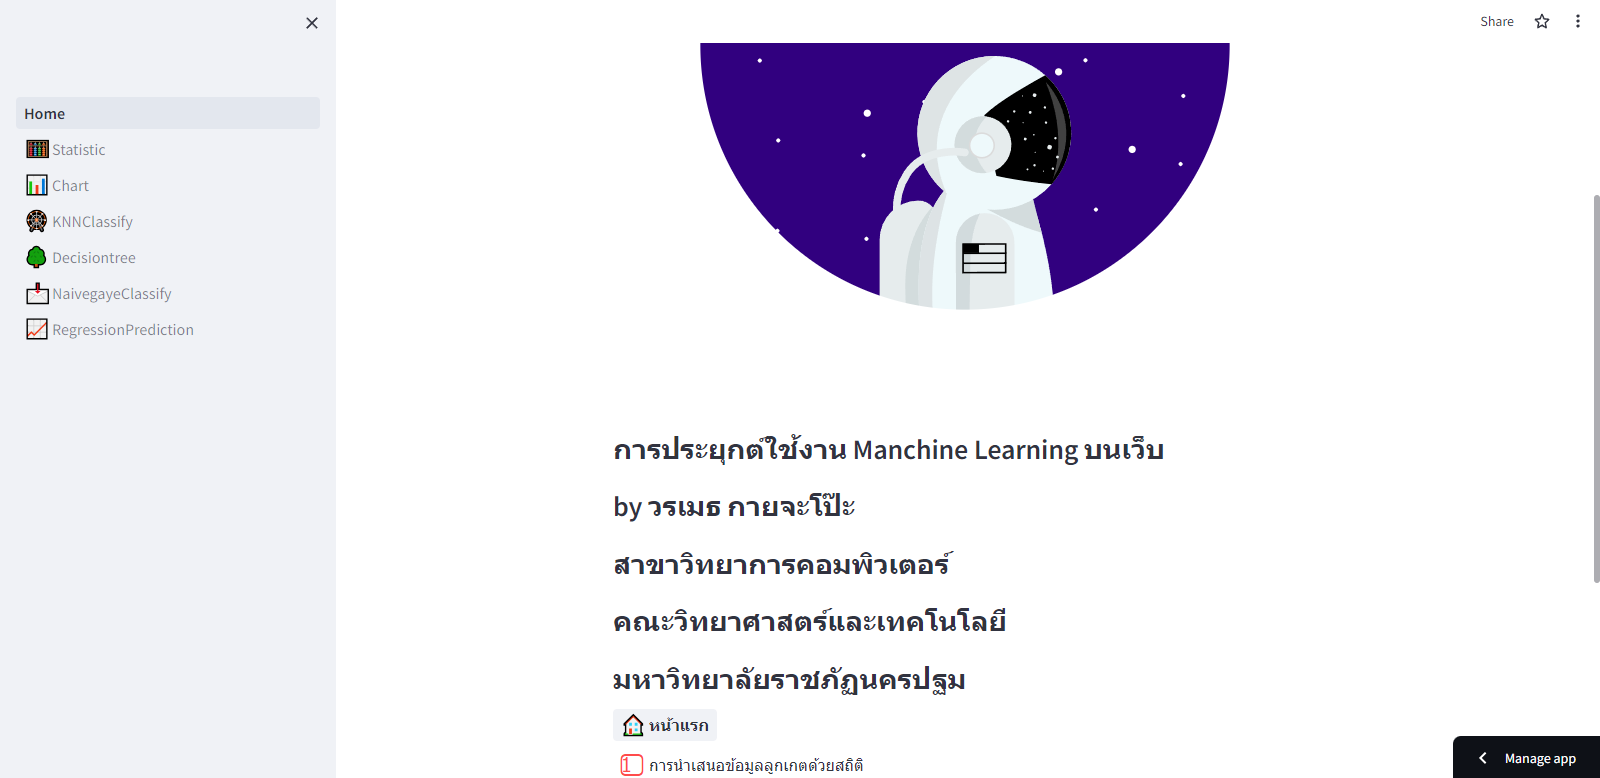 Share
Home
Statistic
Chart
KNNClassify
Decisiontree
NaivegayeClassify
RegressionPrediction
การประยุกต์ใช้งาน Manchine Learning บนเว็บ
by วรเมธ กายจะโป๊ะ
สาขาวิทยาการคอมพิวเตอร์
คณะวิทยาศาสตร์และเทคโนโลยี
มหาวิทยาลัยราชภัฏนครปฐม
หน้าแรก
1 การนำเสนอข้อมูลลูกเกตด้วยสถิติ
Manage app